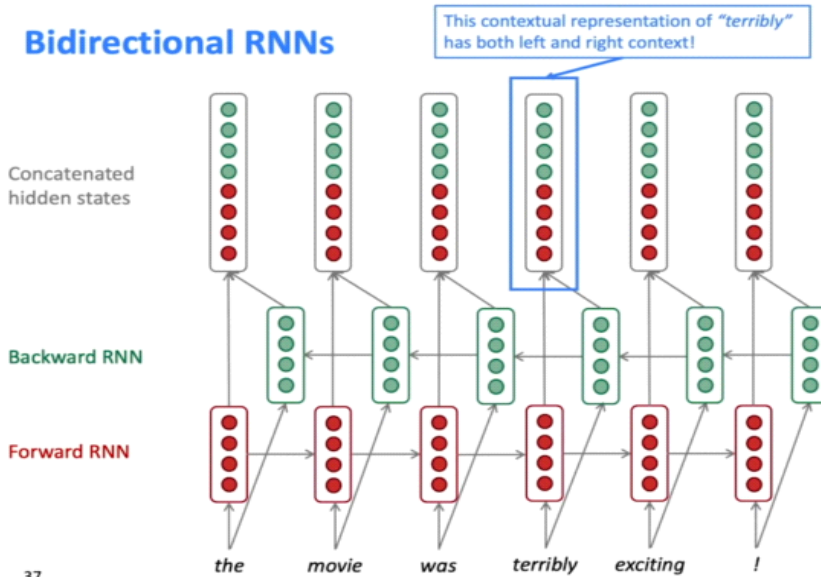 Bidirectional RNNs
This contextual representation of “terribly”
has both left and right context!
Concatenated
hidden states
Backward RNN
Forward RNN
the movie was terribly exciting !
37